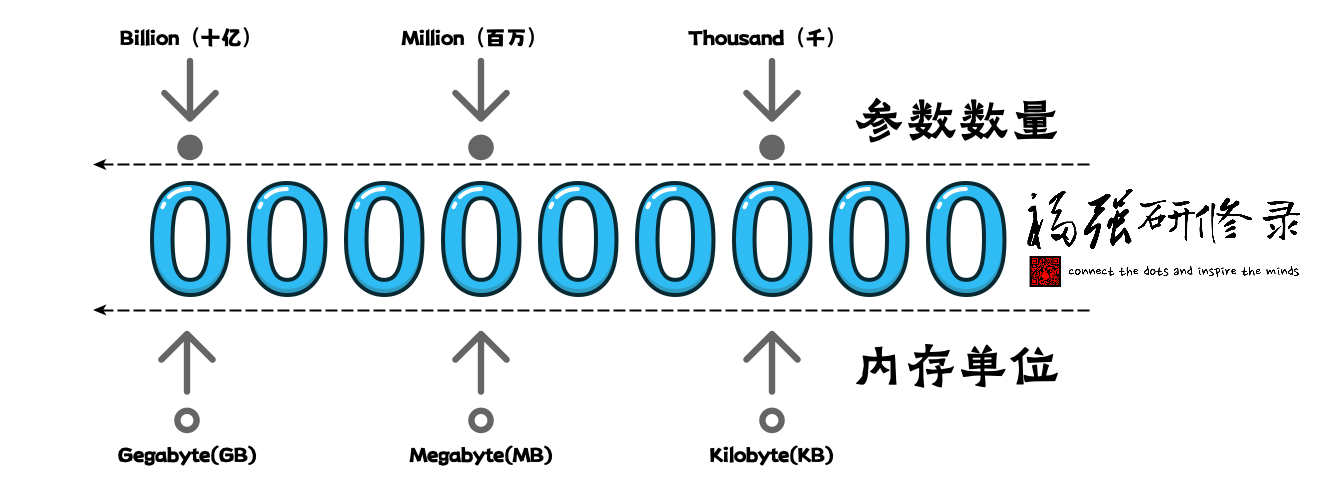 Billion（十亿） Million（百万） Thousand（千）
参数数量
000000000
福强研修录
connect the dots and inspire the minds
内存单位
Gegabyte(GB) Megabyte(MB) Kilobyte(KB)